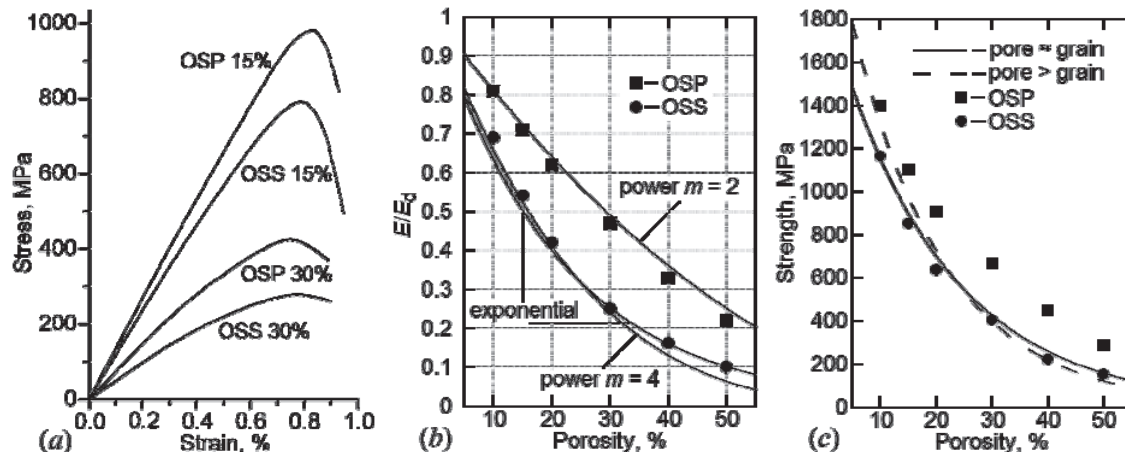 1000
800
600
400
200
0
0.0 0.2 0.4 0.6 0.8 1.0
Stress, MPa
Strain, %
OSP 15%
OSS 15%
OSP 30%
OSS 30%
(a)
1
0.9
0.8
0.7
0.6
0.5
0.4
0.3
0.2
0.1
0
10 20 30 40 50
E/Ed
Porosity, %
OSP
OSS
power m = 2
exponential
power m = 4
(b)
1800
1600
1400
1200
1000
800
600
400
200
0
10 20 30 40 50
Strength, MPa
Porosity, %
pore ≈ grain
pore > grain
OSP
OSS
(c)